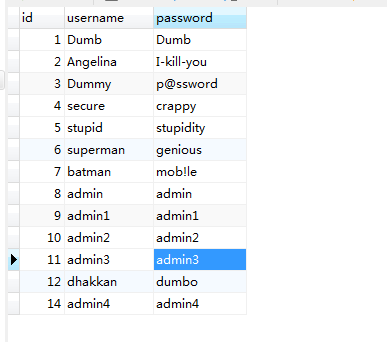 id username password
1 Dumb Dumb
2 Angelina I-kill-you
3 Dummy p@ssword
4 secure crappy
5 stupid stupidity
6 superman genious
7 batman mob!le
8 admin admin
9 admin1 admin1
10 admin2 admin2
11 admin3 admin3
12 dhakkan dumbo
14 admin4 admin4